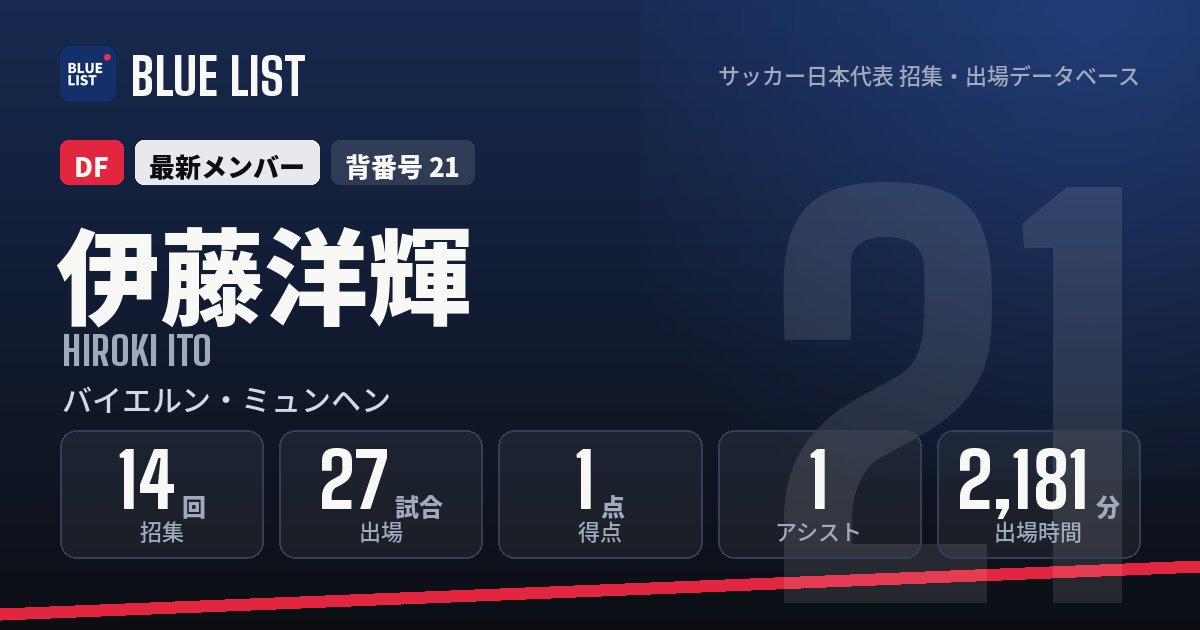 BLUE
LIST
BLUE LIST
サッカー日本代表 招集・出場データベース
DF
最新メンバー
背番号 21
伊藤洋輝
HIROKI ITO
バイエルン・ミュンヘン
21
14回
招集
27試合
出場
1点
得点
1
アシスト
2,181分
出場時間